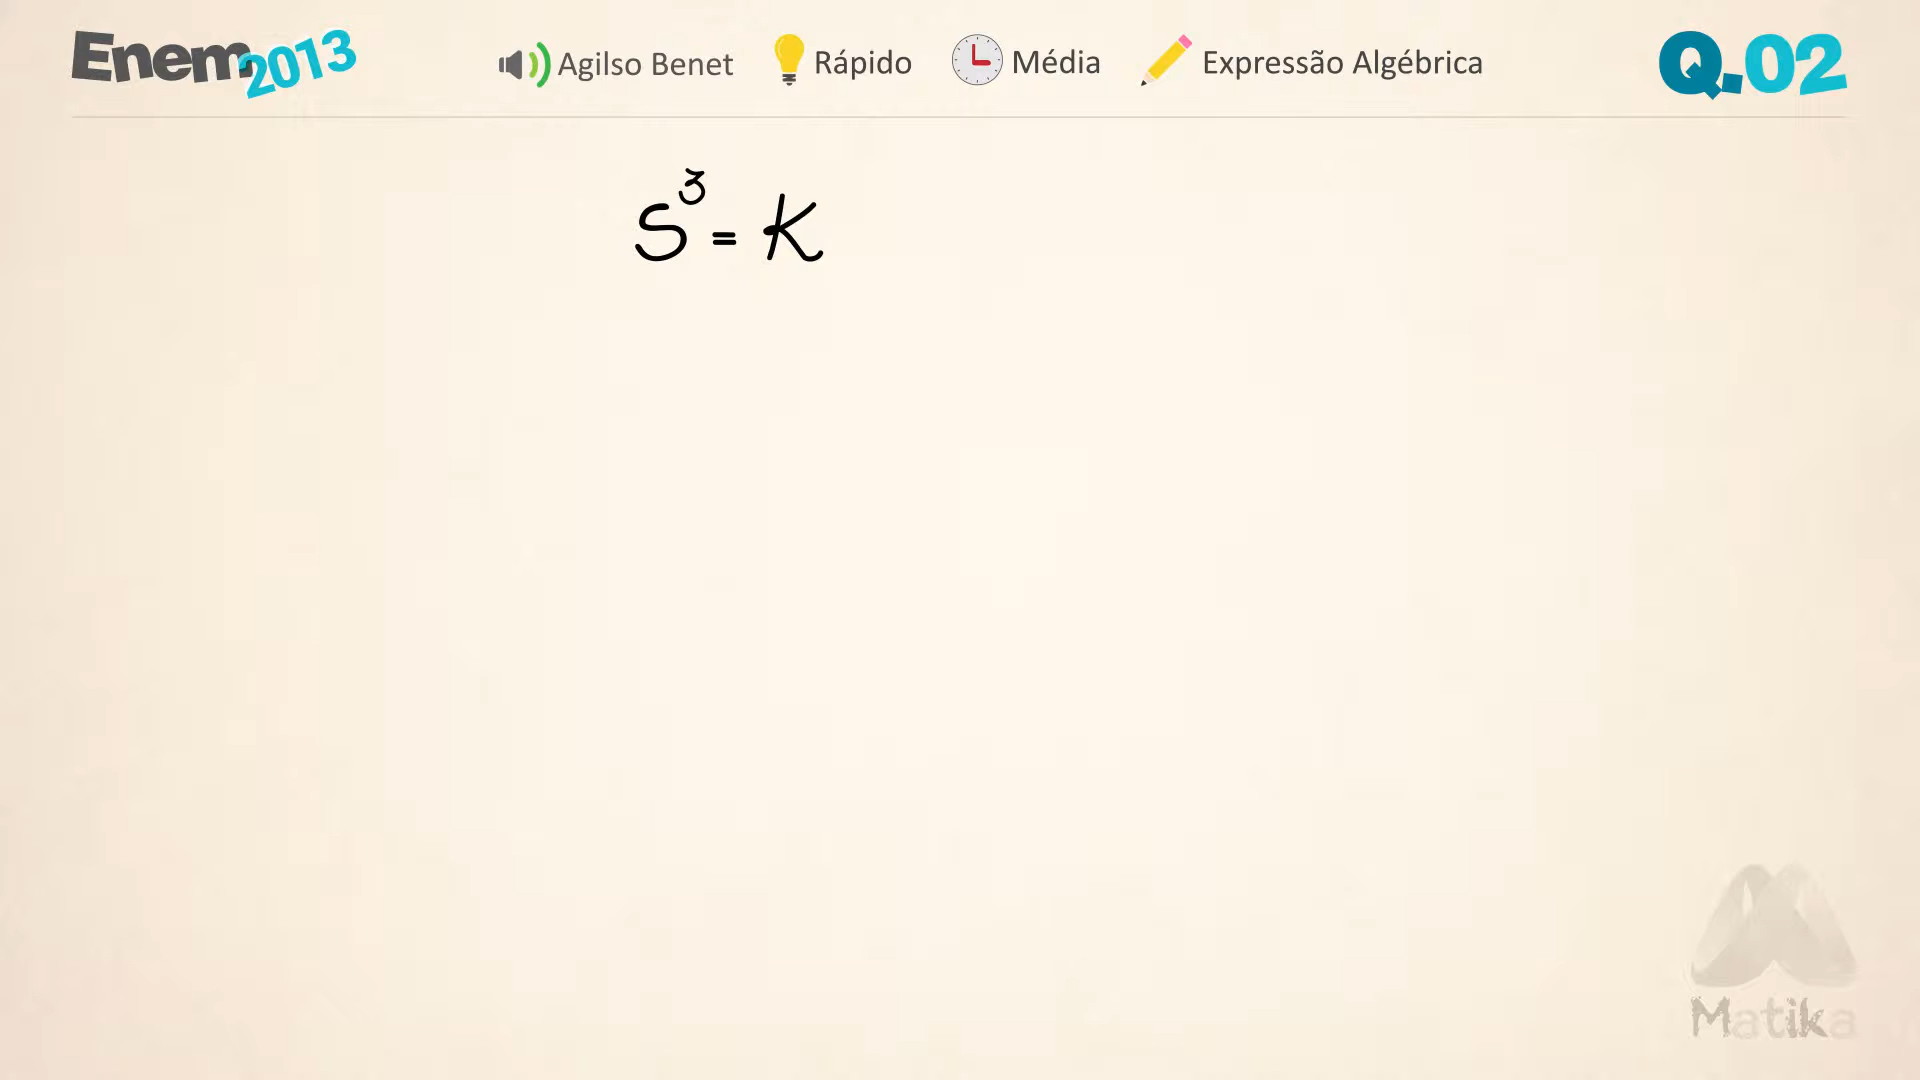 Enem 2013 Agilso Benet Rápido Média Expressão Algébrica Q.02
S³ = K
Matika